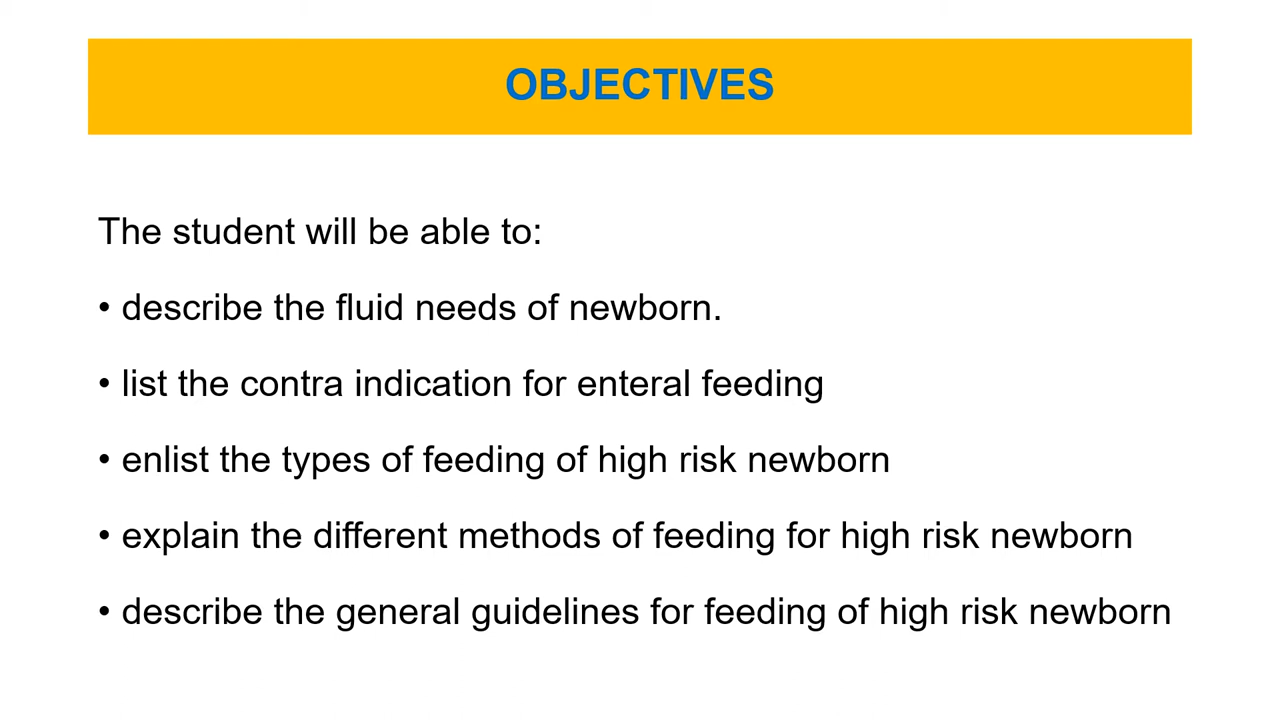 OBJECTIVES
The student will be able to:
• describe the fluid needs of newborn.
• list the contra indication for enteral feeding
• enlist the types of feeding of high risk newborn
• explain the different methods of feeding for high risk newborn
• describe the general guidelines for feeding of high risk newborn